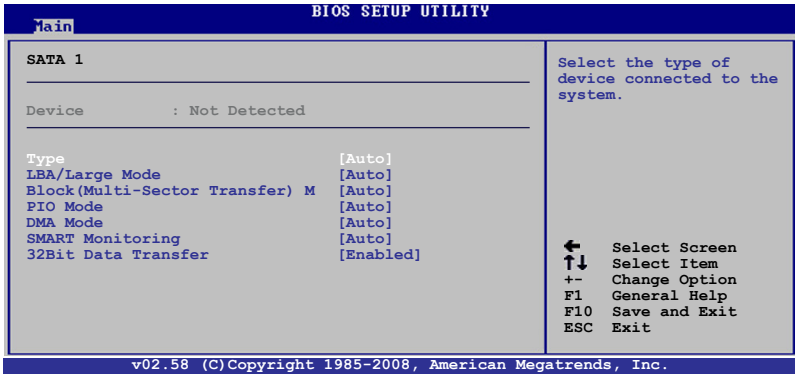 BIOS SETUP UTILITY
Main
SATA 1
Device : Not Detected
Type [Auto]
LBA/Large Mode [Auto]
Block(Multi-Sector Transfer) M [Auto]
PIO Mode [Auto]
DMA Mode [Auto]
SMART Monitoring [Auto]
32Bit Data Transfer [Enabled]
Select the type of
device connected to the
system.
← Select Screen
↑↓ Select Item
+- Change Option
F1 General Help
F10 Save and Exit
ESC Exit
v02.58 (C)Copyright 1985-2008, American Megatrends, Inc.